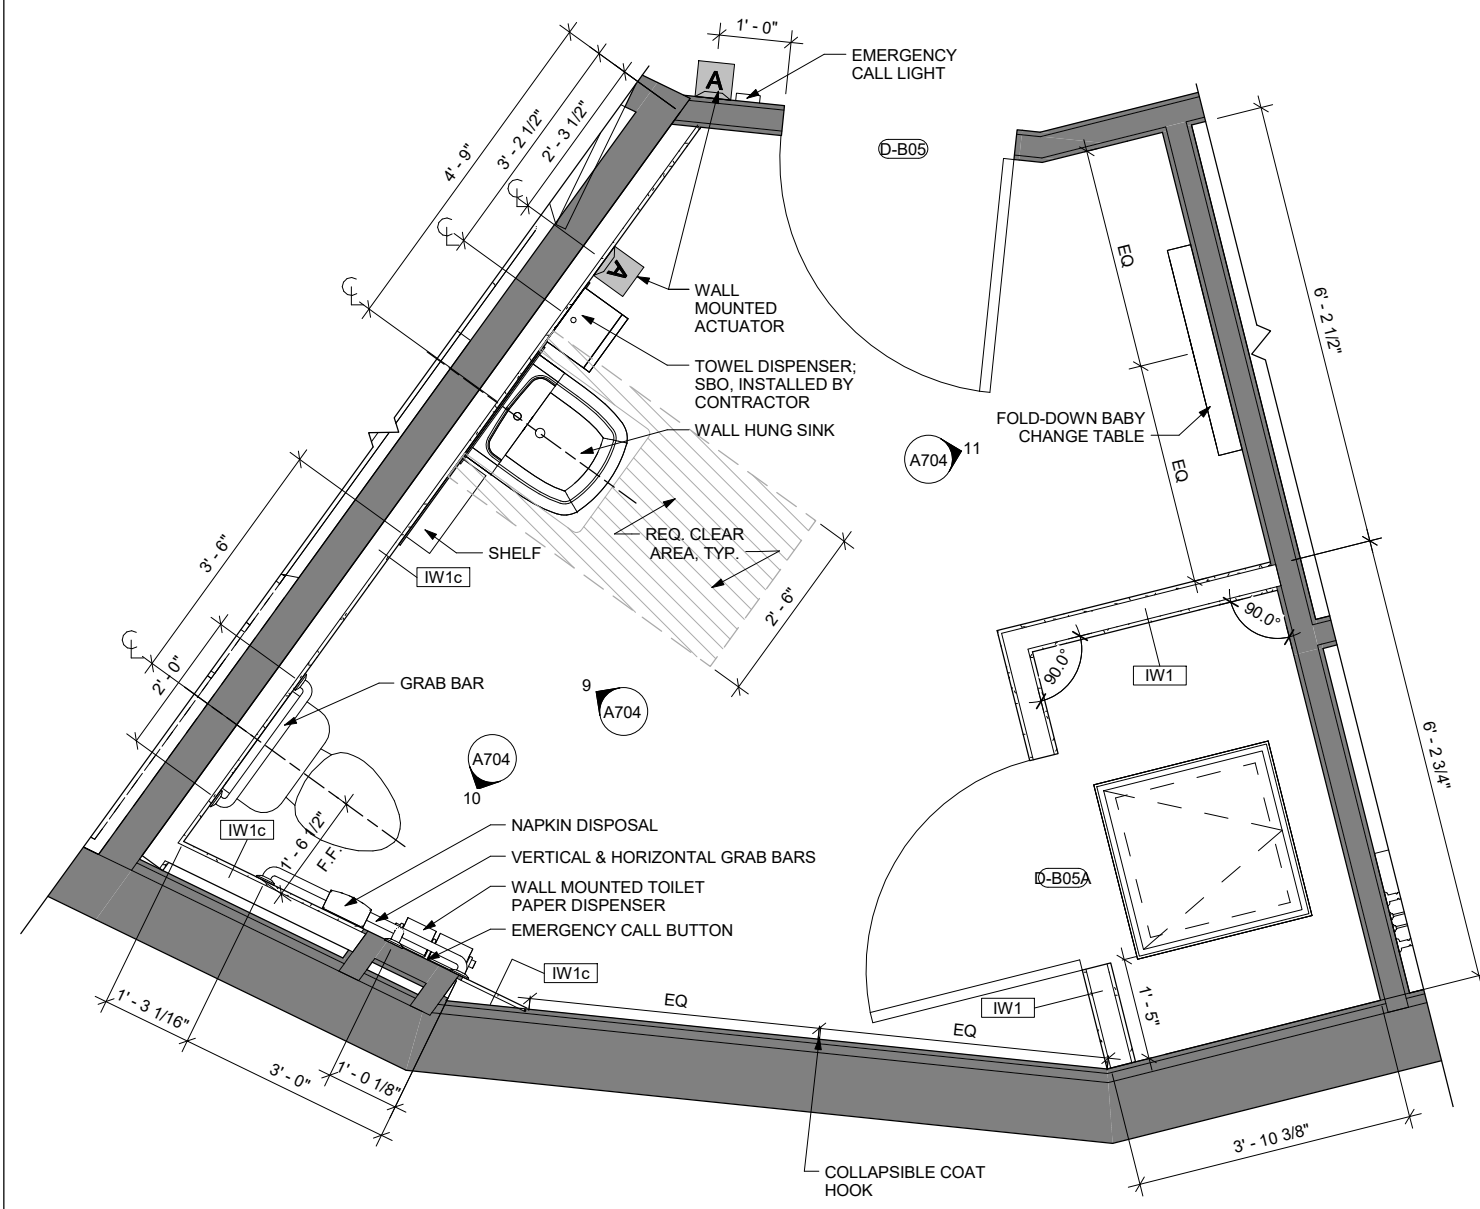 1' - 0"
EMERGENCY
CALL LIGHT
A
D-B05
4' - 9"
3' - 2 1/2"
2' - 3 1/2"
A
WALL
MOUNTED
ACTUATOR
EQ
6' - 2 1/2"
TOWEL DISPENSER;
SBO, INSTALLED BY
CONTRACTOR
FOLD-DOWN BABY
CHANGE TABLE
WALL HUNG SINK
A704
11
EQ
REQ. CLEAR
AREA, TYP.
SHELF
IW1c
3' - 6"
2' - 6"
90.0°
90.0°
IW1
2' - 0"
GRAB BAR
9
A704
A704
10
6' - 2 3/4"
NAPKIN DISPOSAL
IW1c
1' - 6 1/2"
F.F.
VERTICAL & HORIZONTAL GRAB BARS
WALL MOUNTED TOILET
PAPER DISPENSER
D-B05A
EMERGENCY CALL BUTTON
IW1c
EQ
EQ
IW1
1' - 5"
1' - 3 1/16"
3' - 0"
1' - 0 1/8"
3' - 10 3/8"
COLLAPSIBLE COAT
HOOK